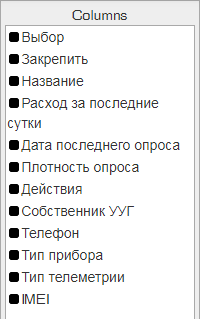 Columns
Выбор
Закрепить
Название
Расход за последние
сутки
Дата последнего опроса
Плотность опроса
Действия
Собственник УУГ
Телефон
Тип прибора
Тип телеметрии
IMEI